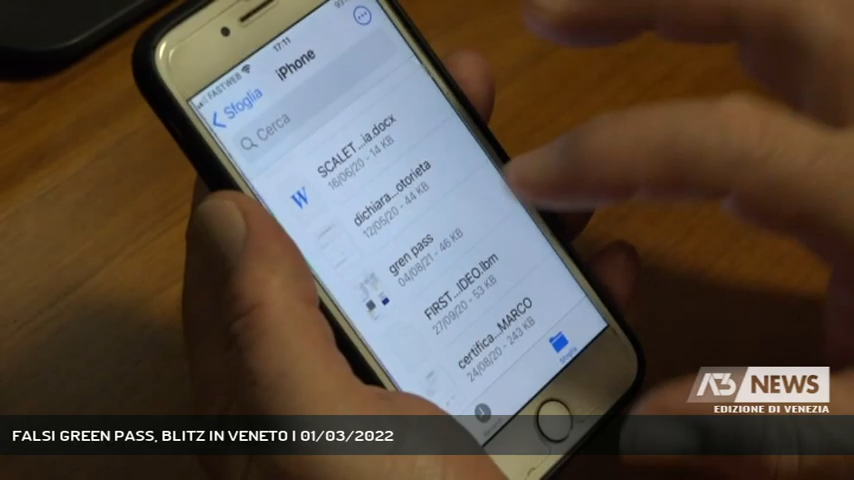 FASTWEB
17:11
Sfoglia
iPhone
Cerca
SCALET...ia.docx
16/06/20 - 14 KB
W
dichiara...otorieta
12/05/20 - 44 KB
gren pass
04/08/21 - 46 KB
FIRST...IDEO.lbm
27/09/20 - 53 KB
certifica...MARCO
24/08/20 - 243 KB
Sfoglia
A3 NEWS
EDIZIONE DI VENEZIA
FALSI GREEN PASS, BLITZ IN VENETO | 01/03/2022